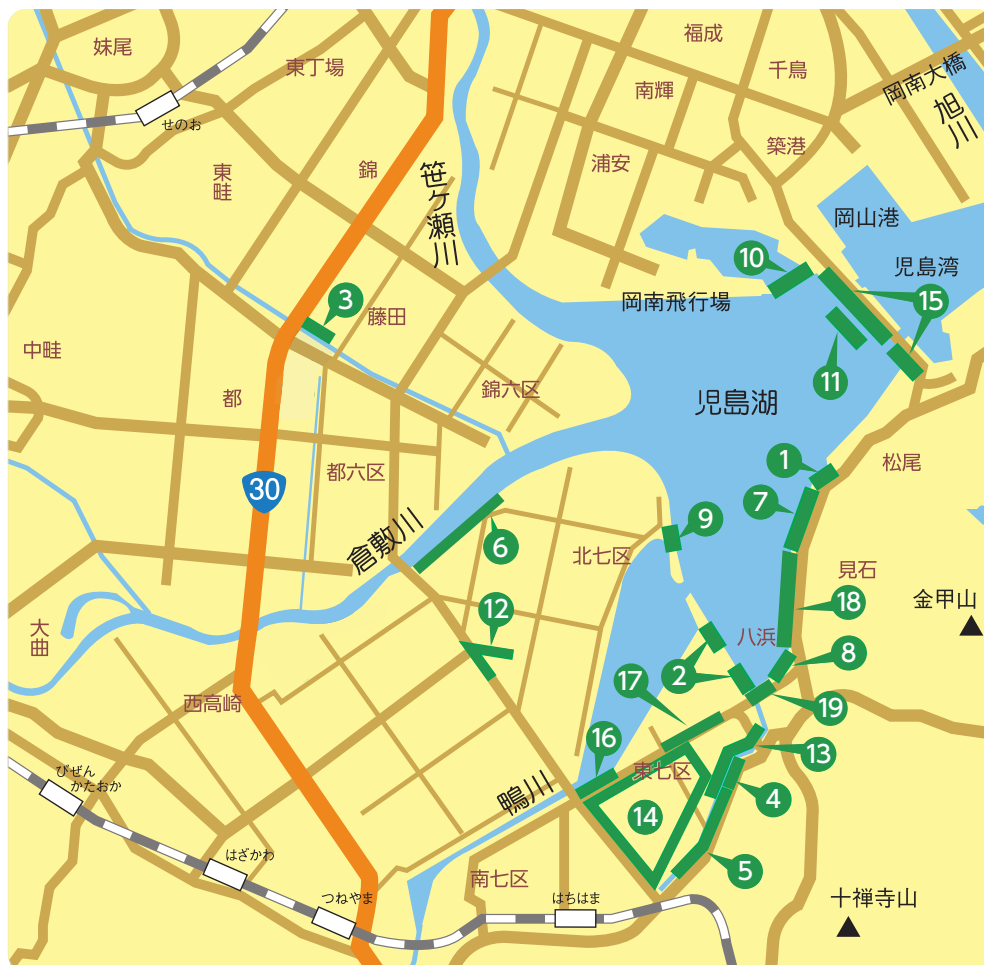 妹尾
東丁場
福成
千鳥
南輝
岡南大橋
旭川
せのお
築港
浦安
東畦
錦
笹ヶ瀬川
岡山港
10
児島湾
3
岡南飛行場
15
藤田
中畦
11
都
錦六区
児島湖
松尾
1
都六区
30
7
倉敷川
6
9
北七区
見石
金甲山
12
18
大曲
八浜
2
8
17
西高崎
19
16
13
びぜん
かたおか
東七区
鴨川
4
14
はざかわ
5
南七区
つねやま
はちはま
十禅寺山